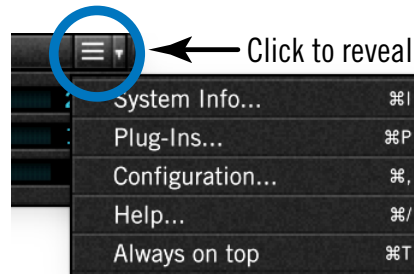 Click to reveal
System Info... ⌘I
Plug-Ins... ⌘P
Configuration... ⌘,
Help... ⌘/
Always on top ⌘T